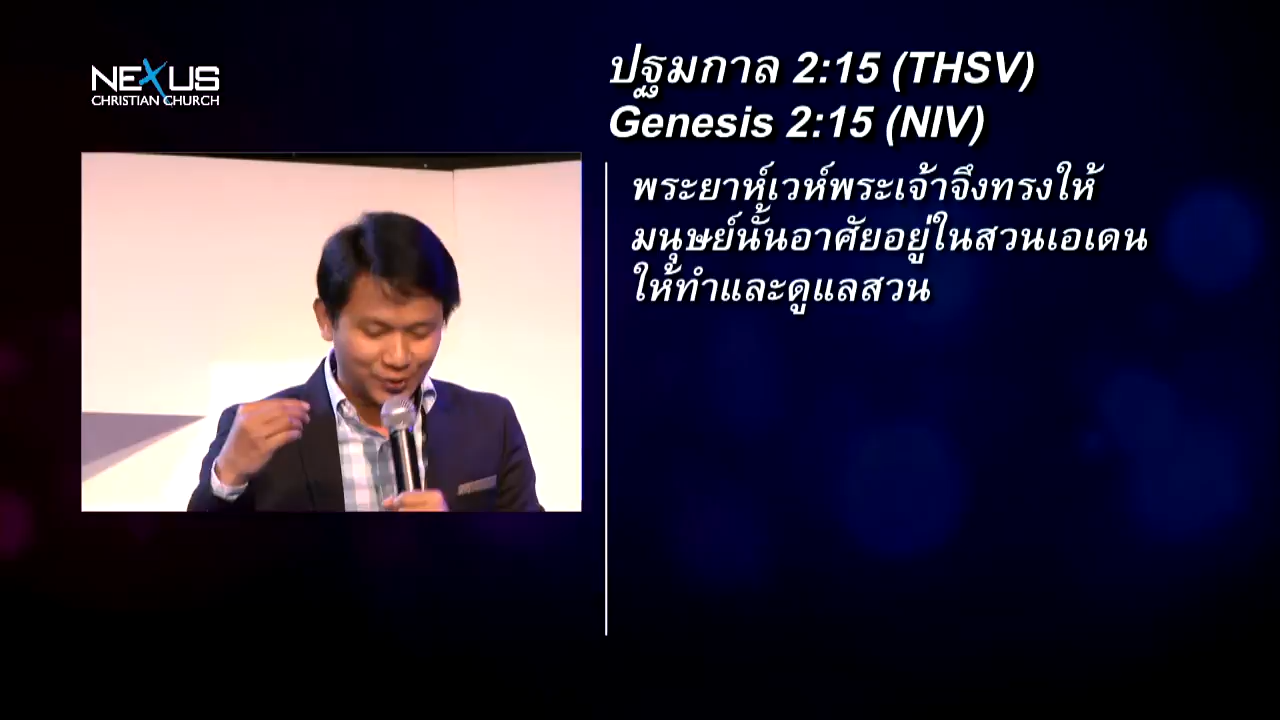 NEXUS
CHRISTIAN CHURCH
ปฐมกาล 2:15 (THSV)
Genesis 2:15 (NIV)
พระยาห์เวห์พระเจ้าจึงทรงให้
มนุษย์นั้นอาศัยอยู่ในสวนเอเดน
ให้ทำและดูแลสวน